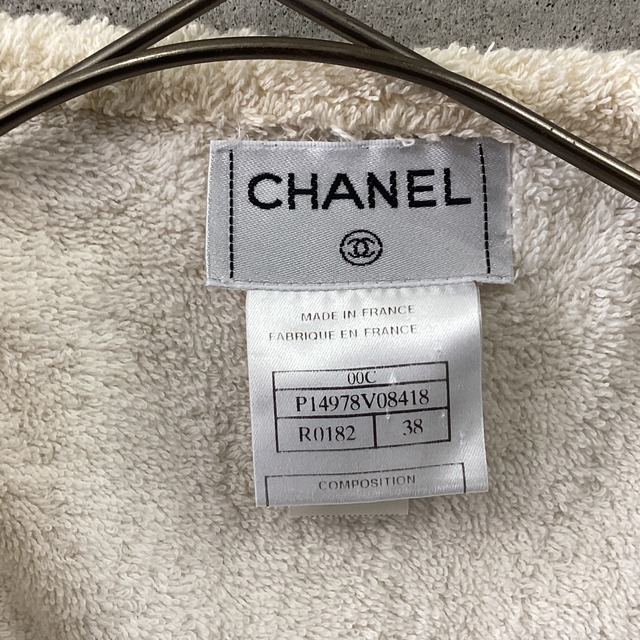 CHANEL
MADE IN FRANCE
FABRIQUE EN FRANCE
00C
P14978V08418
R0182 38
COMPOSITION